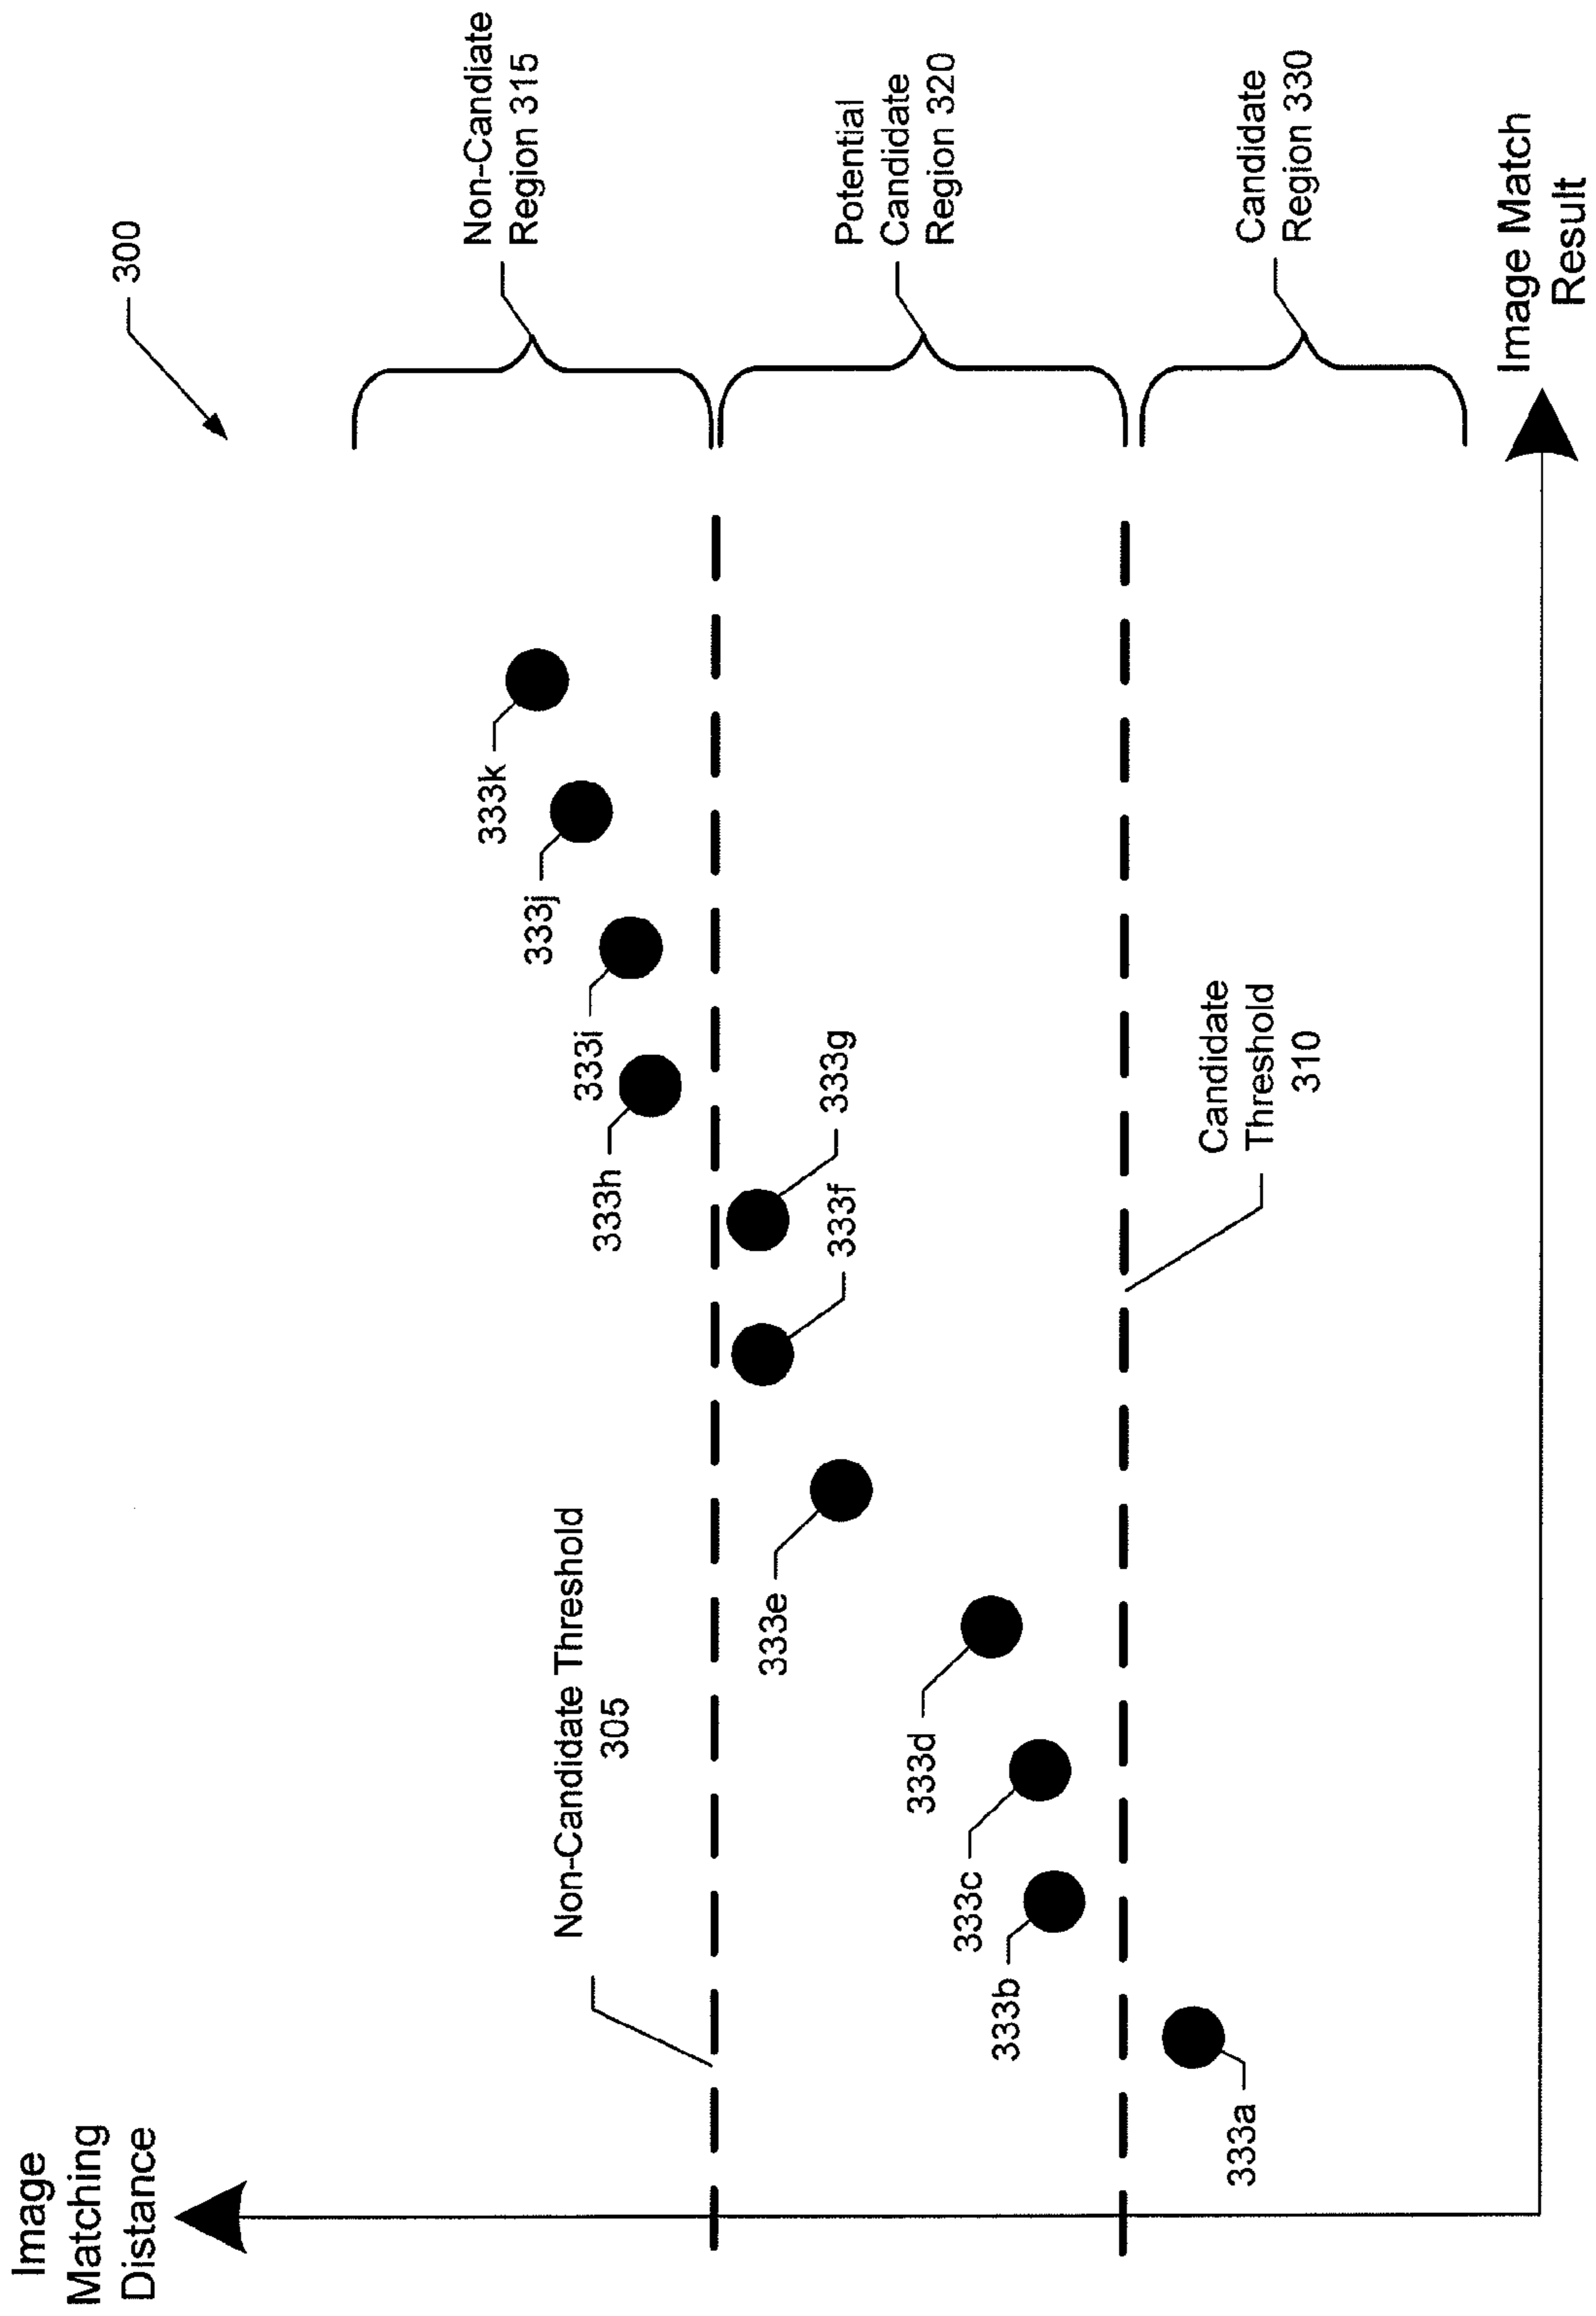 300
Image
Matching
Distance
Non-Candiate
Region 315
Potential
Candidate
Region 320
Candidate
Region 330
Non-Candidate Threshold
305
Candidate
Threshold
310
333a
333b
333c
333d
333e
333f
333g
333h
333i
333j
333k
Image Match
Result